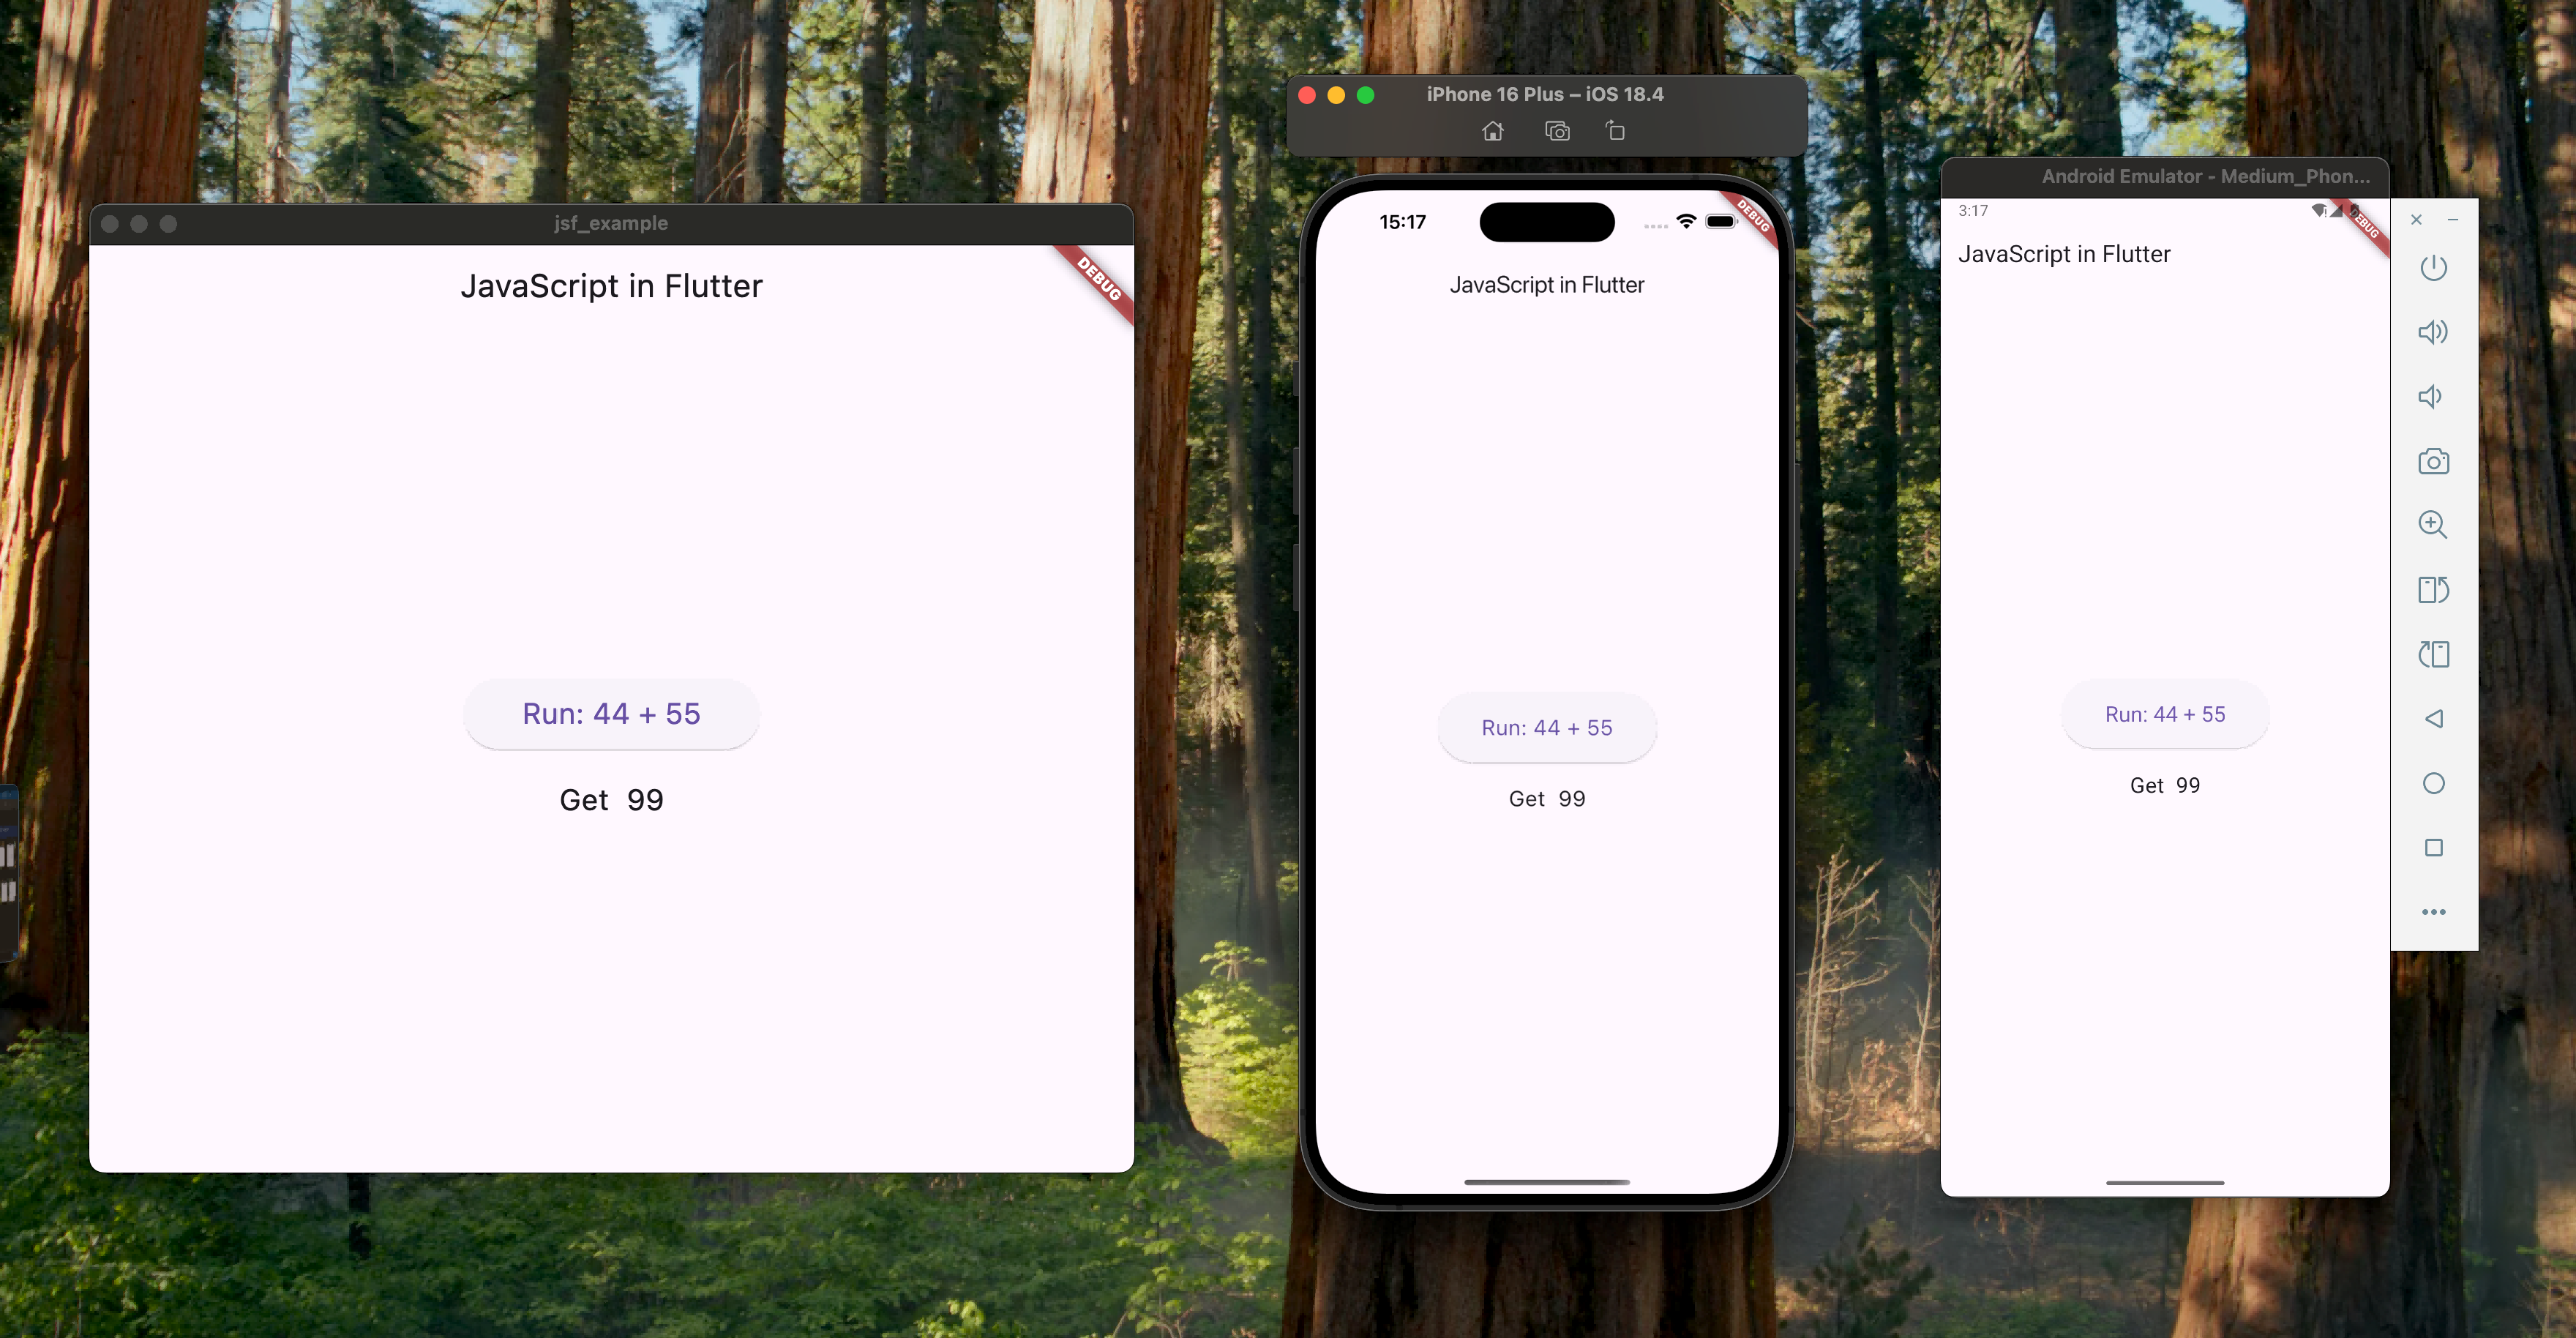 jsf_example
JavaScript in Flutter
DEBUG
Run: 44 + 55
Get 99
iPhone 16 Plus – iOS 18.4
15:17
DEBUG
JavaScript in Flutter
Run: 44 + 55
Get 99
Android Emulator - Medium_Phon...
3:17
DEBUG
JavaScript in Flutter
Run: 44 + 55
Get 99